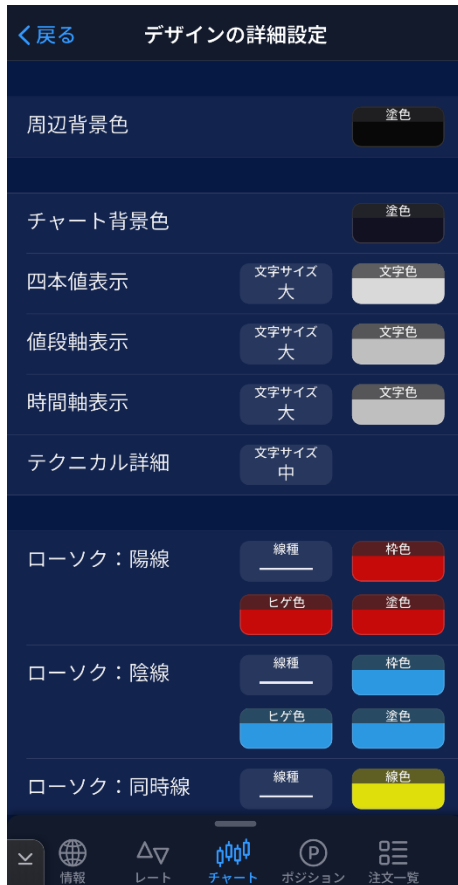 戻る
デザインの詳細設定
周辺背景色
塗色
チャート背景色
塗色
四本値表示
文字サイズ
大
文字色
値段軸表示
文字サイズ
大
文字色
時間軸表示
文字サイズ
大
文字色
テクニカル詳細
文字サイズ
中
ローソク：陽線
線種
枠色
ヒゲ色
塗色
ローソク：陰線
線種
枠色
ヒゲ色
塗色
ローソク：同時線
線種
線色
情報
レート
チャート
P
ポジション
注文一覧